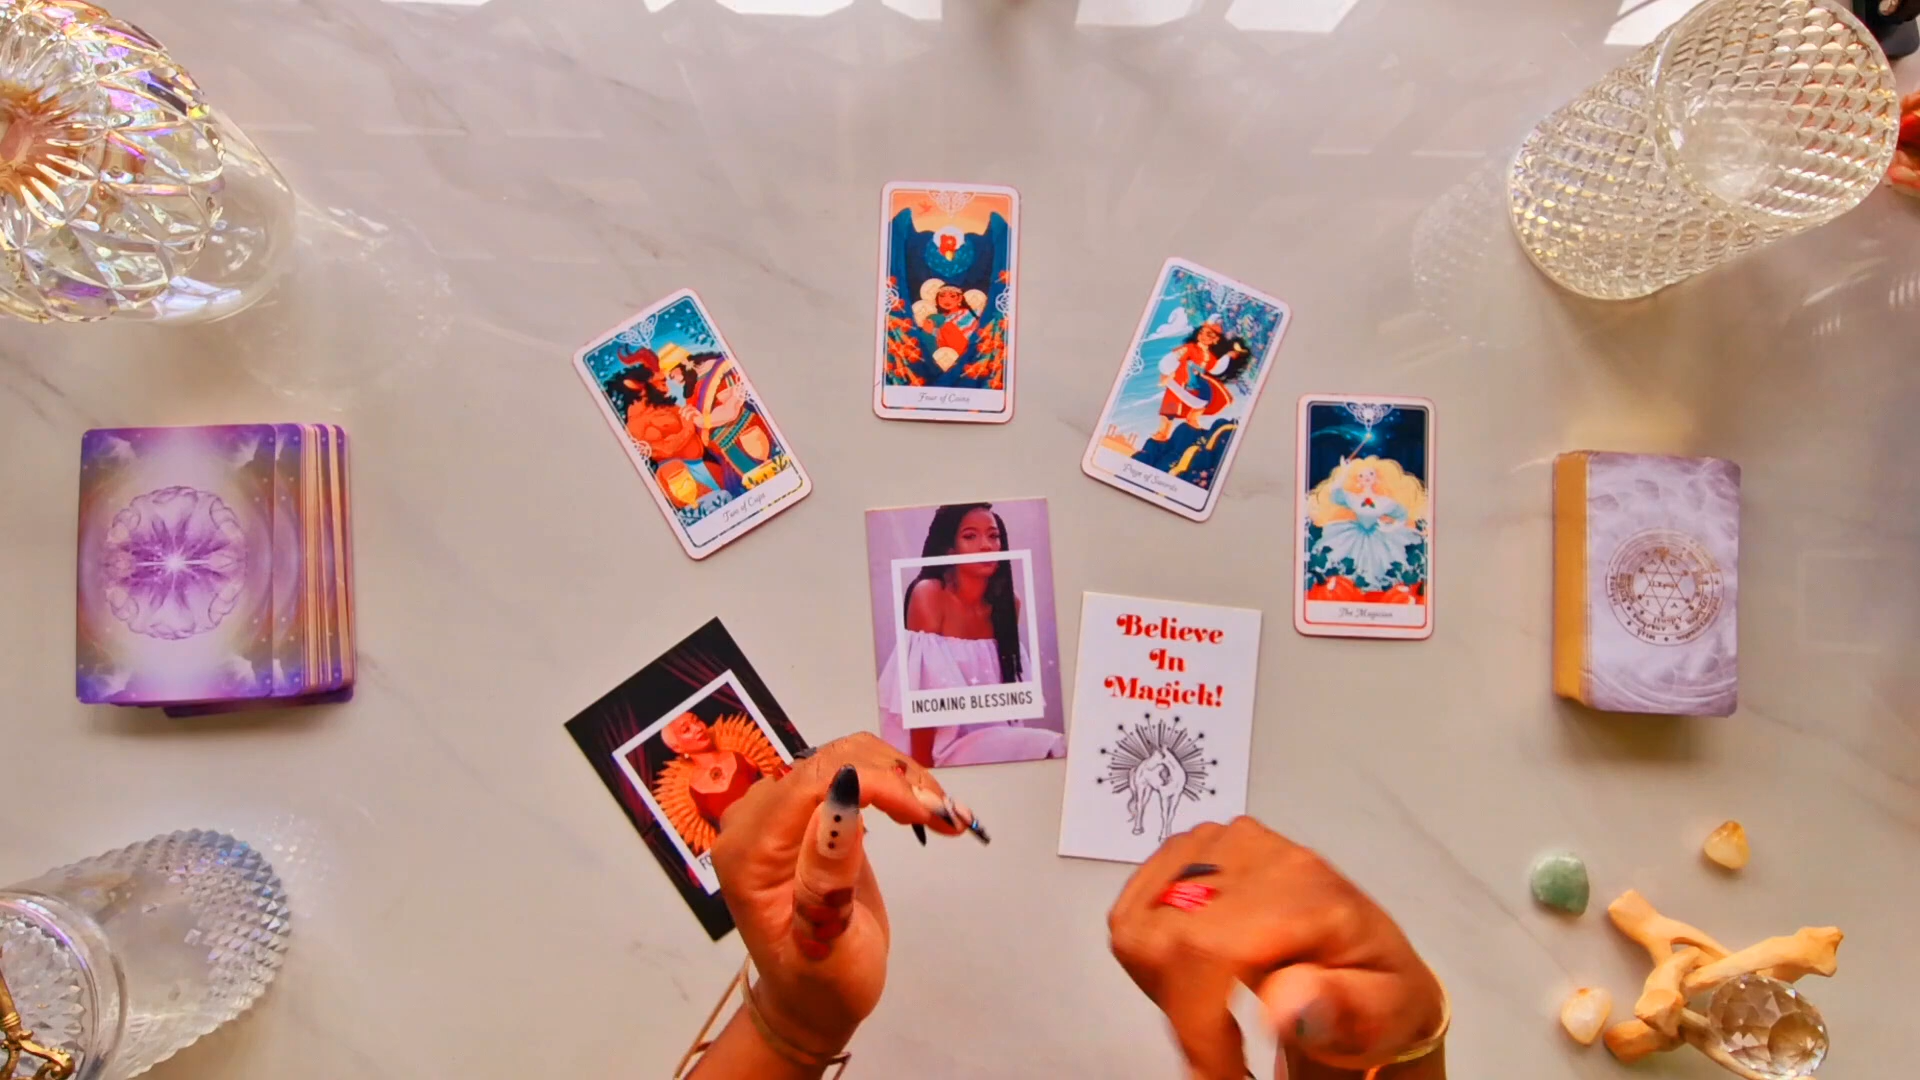 Four of Coins
Page of Swords
Two of Cups
The Magician
INCOMING BLESSINGS
Believe
In
Magick!